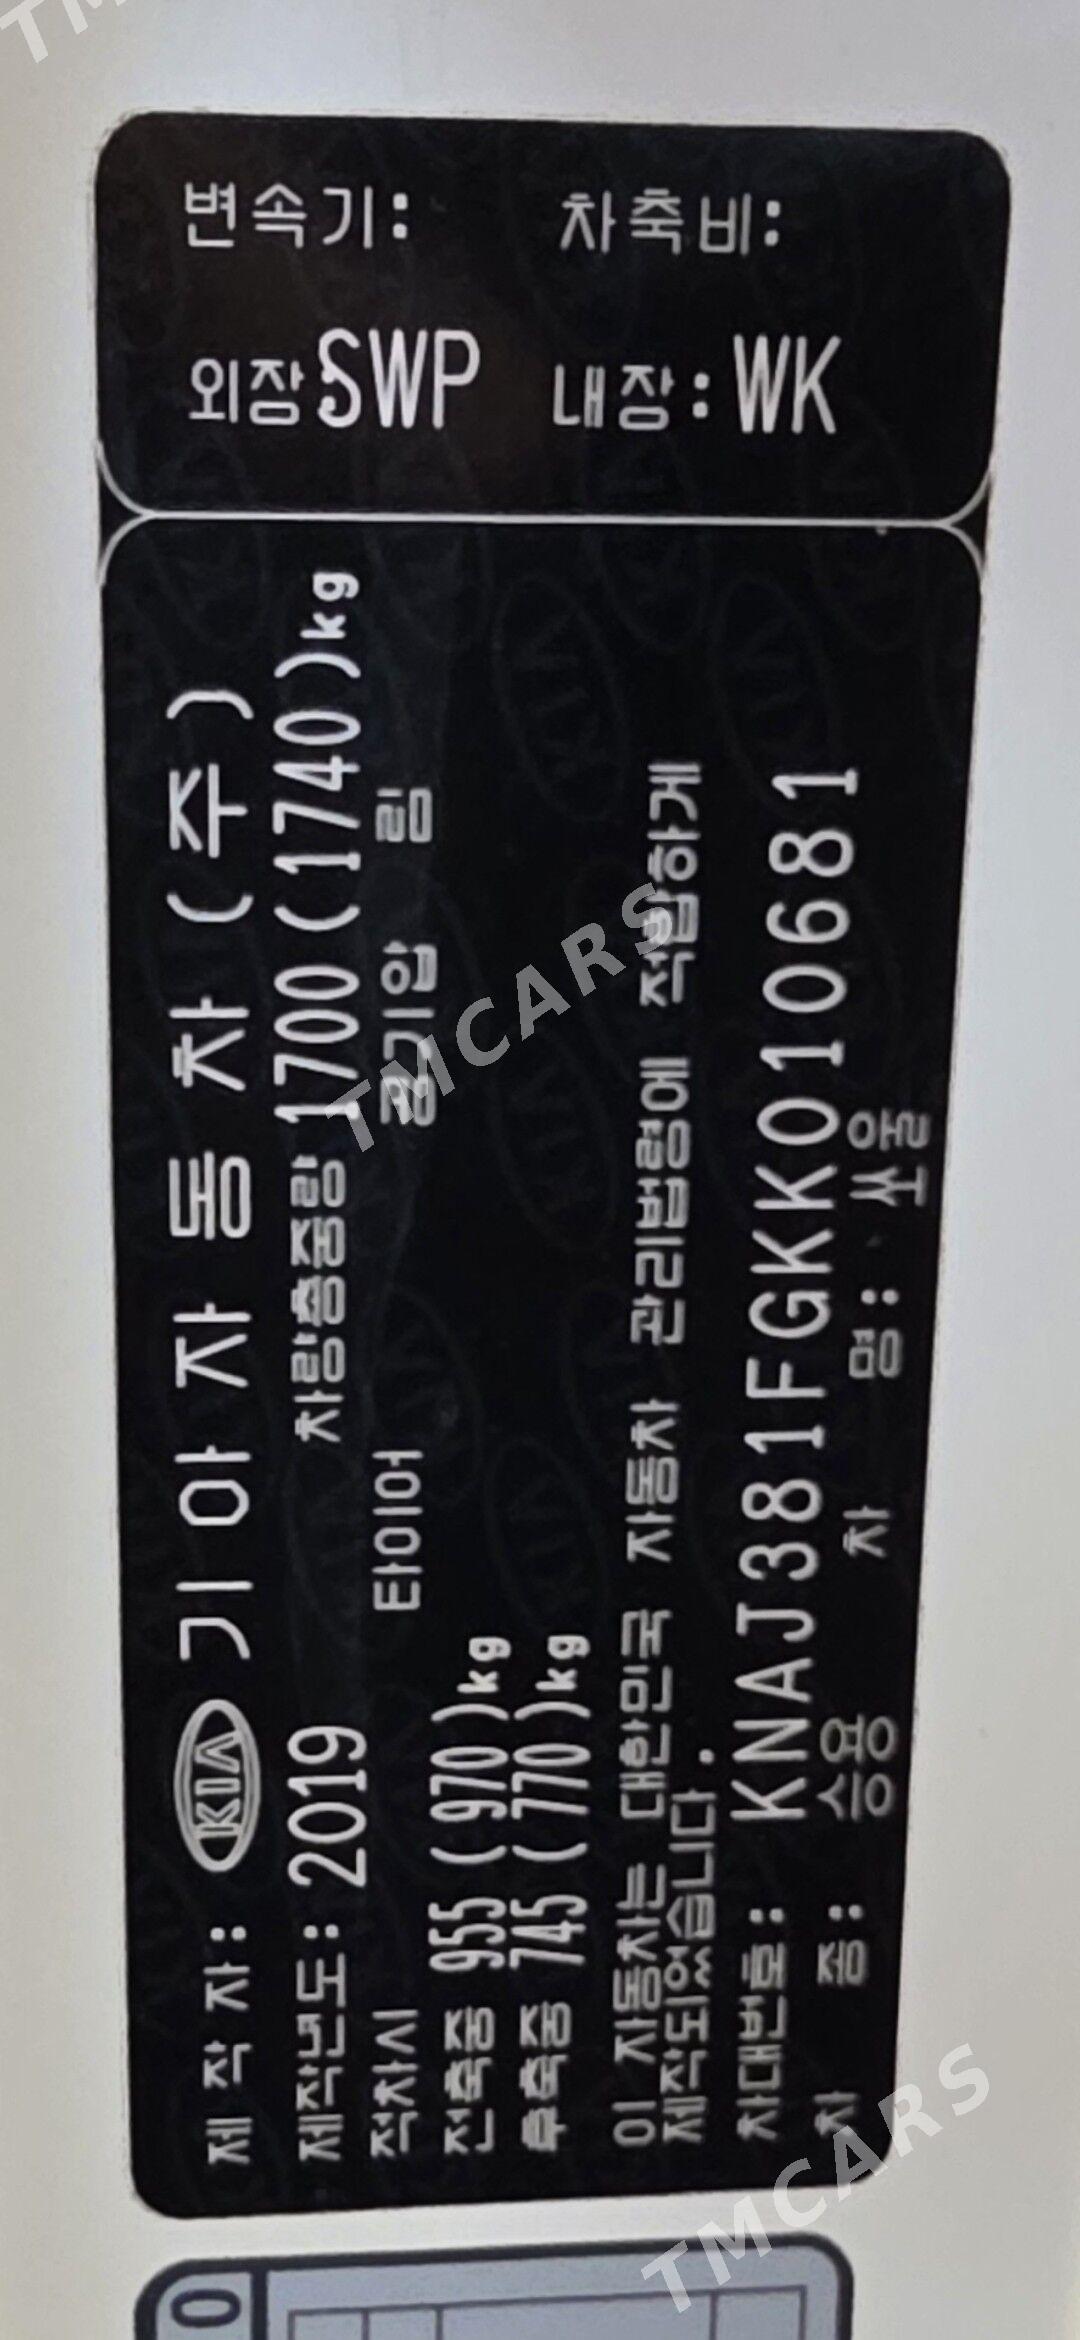 변속기: 차축비:
외장 SWP 내장: WK
제 작 자: KIA 기 아 자 동 차 (주)
제작년도: 2019 차량총중량 1700 (1740)kg
적차시 타이어 공기압 림
전축중 955 ( 970 )kg
후축중 745 ( 770 )kg
이 자동차는 대한민국 자동차 관리법령에 적합하게
제작되었습니다.
차대번호: KNAJ381FGKK010681
차 종: 승용 차 명: 쏘울
TMCARS
TMCARS